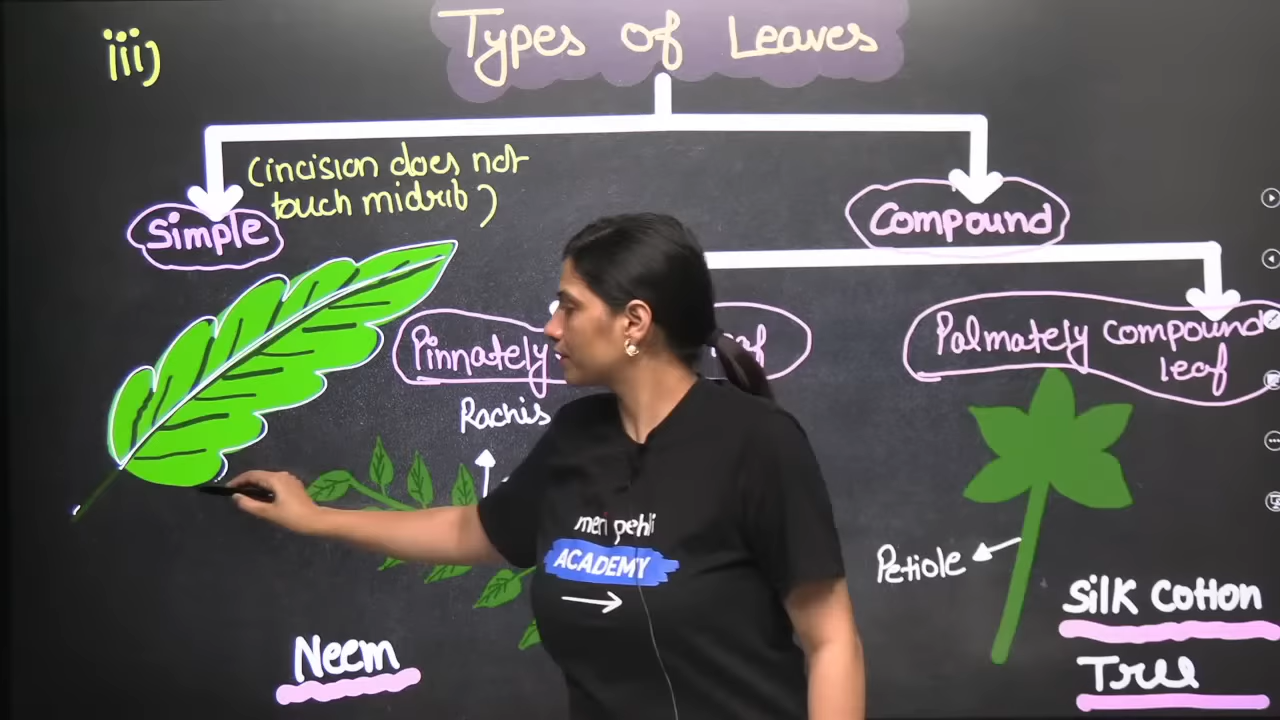 iii)
Types of Leaves
(incision does not
touch midrib)
Simple
Compound
Pinnately
Palmately compound
leaf
Rachis
meri pehli
ACADEMY
Petiole
Silk Cotton
Tree
Neem